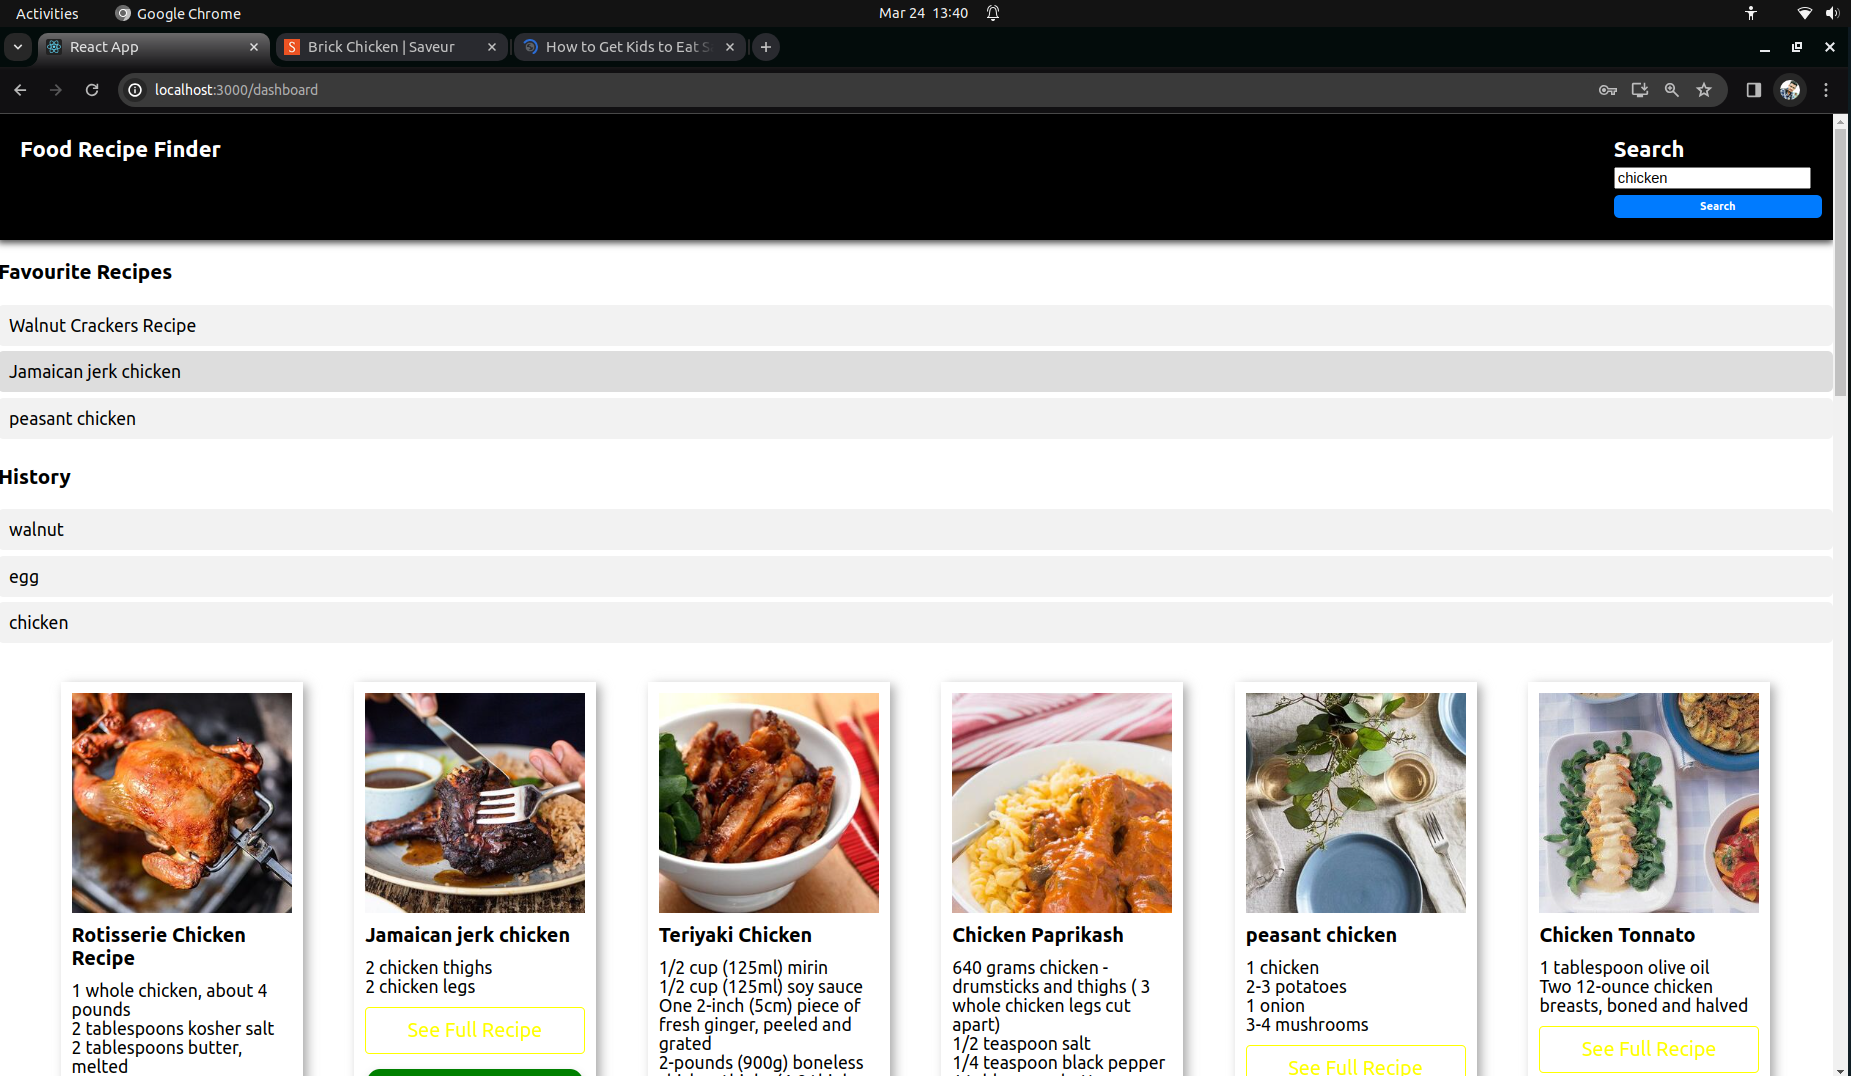 Activities
Google Chrome
Mar 24 13:40
React App
Brick Chicken | Saveur
How to Get Kids to Eat S
localhost:3000/dashboard
Food Recipe Finder
Search
chicken
Search
Favourite Recipes
Walnut Crackers Recipe
Jamaican jerk chicken
peasant chicken
History
walnut
egg
chicken
Rotisserie Chicken
Recipe
1 whole chicken, about 4
pounds
2 tablespoons kosher salt
2 tablespoons butter,
melted
Jamaican jerk chicken
2 chicken thighs
2 chicken legs
See Full Recipe
Teriyaki Chicken
1/2 cup (125ml) mirin
1/2 cup (125ml) soy sauce
One 2-inch (5cm) piece of
fresh ginger, peeled and
grated
2-pounds (900g) boneless
Chicken Paprikash
640 grams chicken -
drumsticks and thighs ( 3
whole chicken legs cut
apart)
1/2 teaspoon salt
1/4 teaspoon black pepper
peasant chicken
1 chicken
2-3 potatoes
1 onion
3-4 mushrooms
See Full Recipe
Chicken Tonnato
1 tablespoon olive oil
Two 12-ounce chicken
breasts, boned and halved
See Full Recipe